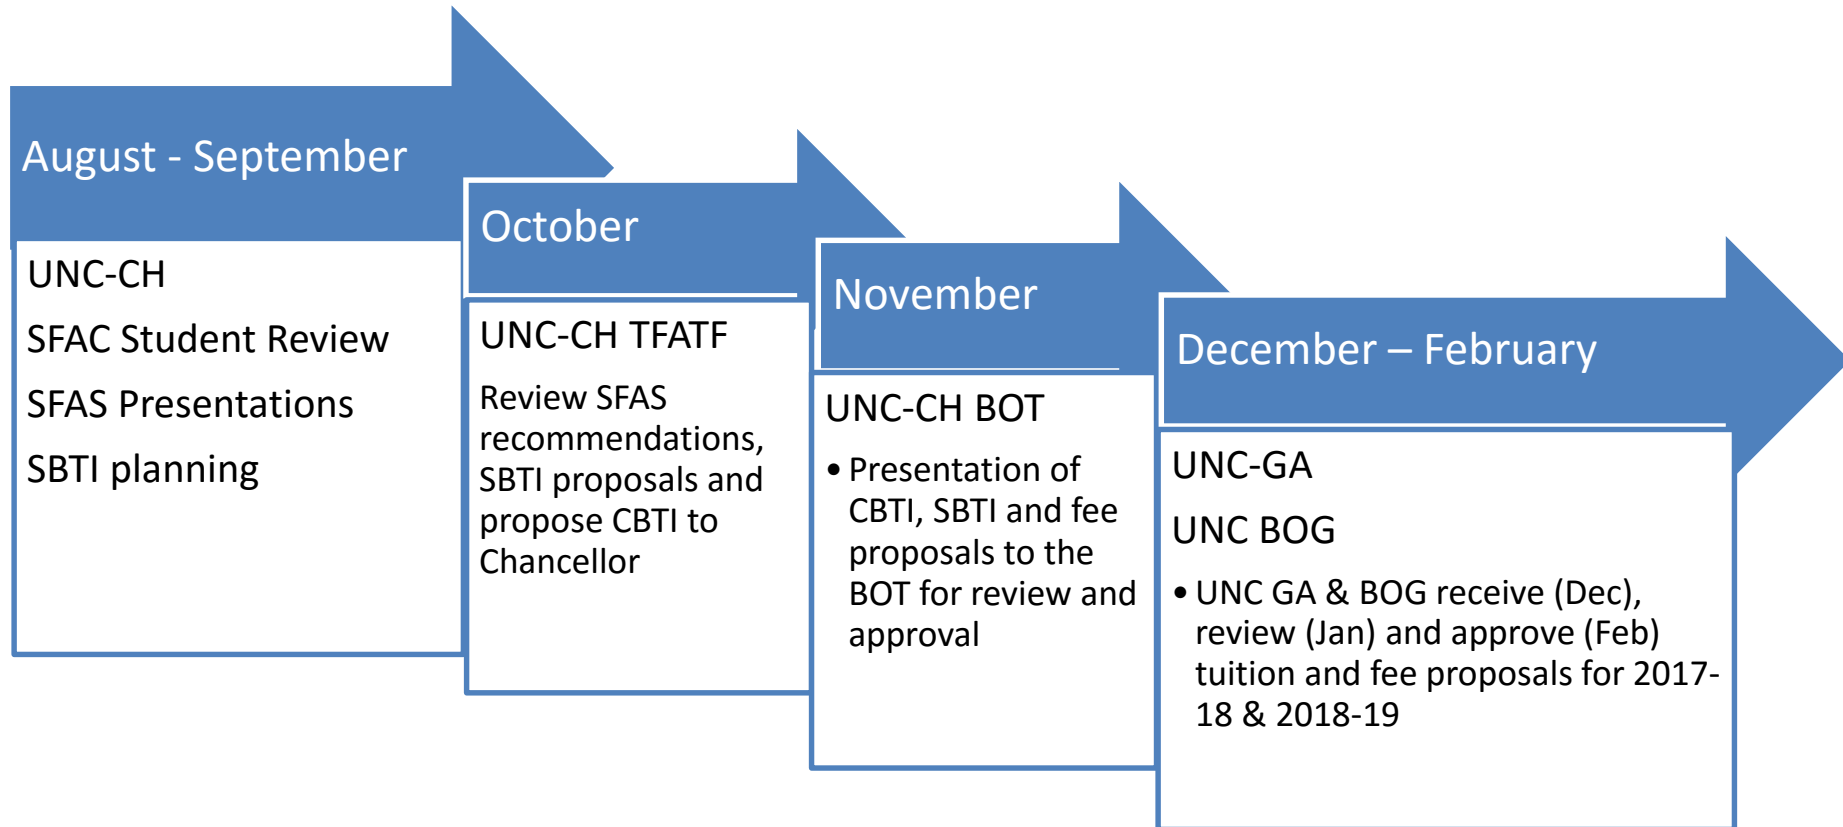 August - September
UNC-CH
SFAC Student Review
SFAS Presentations
SBTI planning
October
UNC-CH TFATF
Review SFAS
recommendations,
SBTI proposals and
propose CBTI to
Chancellor
November
UNC-CH BOT
• Presentation of
CBTI, SBTI and fee
proposals to the
BOT for review and
approval
December – February
UNC-GA
UNC BOG
• UNC GA & BOG receive (Dec),
review (Jan) and approve (Feb)
tuition and fee proposals for 2017-
18 & 2018-19